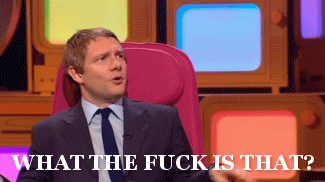 WHAT THE FUCK IS THAT?